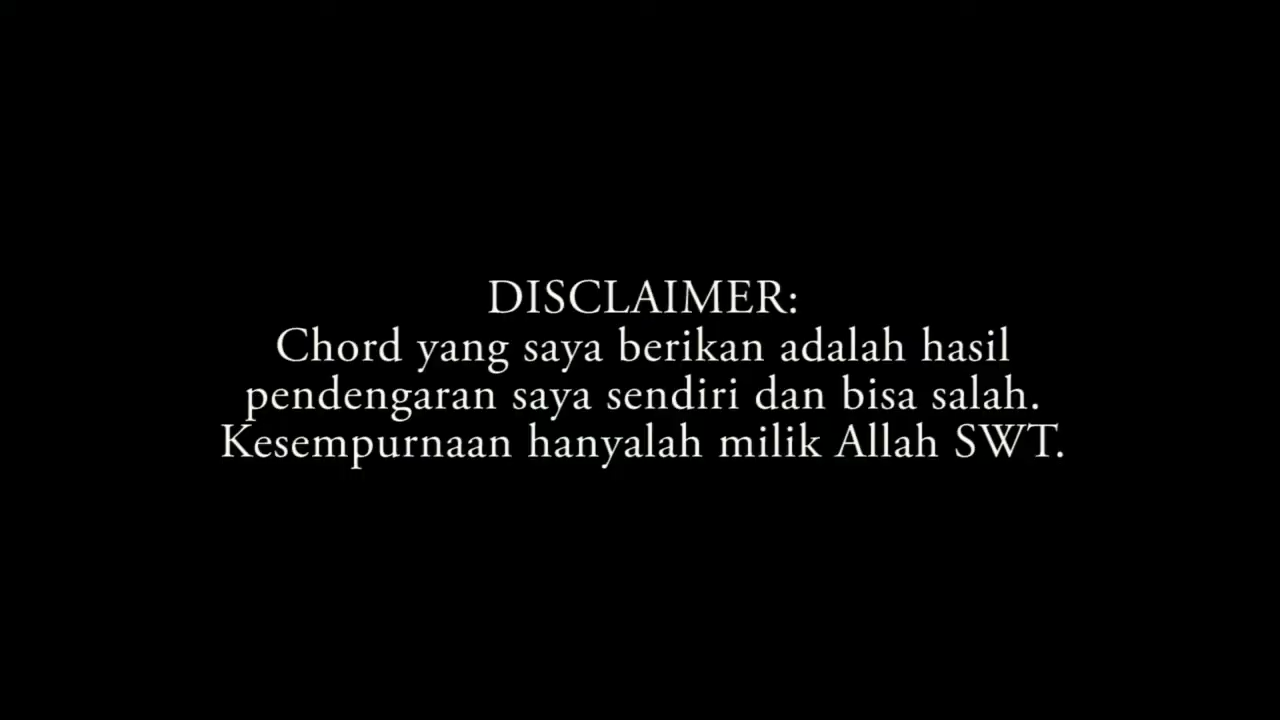 DISCLAIMER:
Chord yang saya berikan adalah hasil
pendengaran saya sendiri dan bisa salah.
Kesempurnaan hanyalah milik Allah SWT.